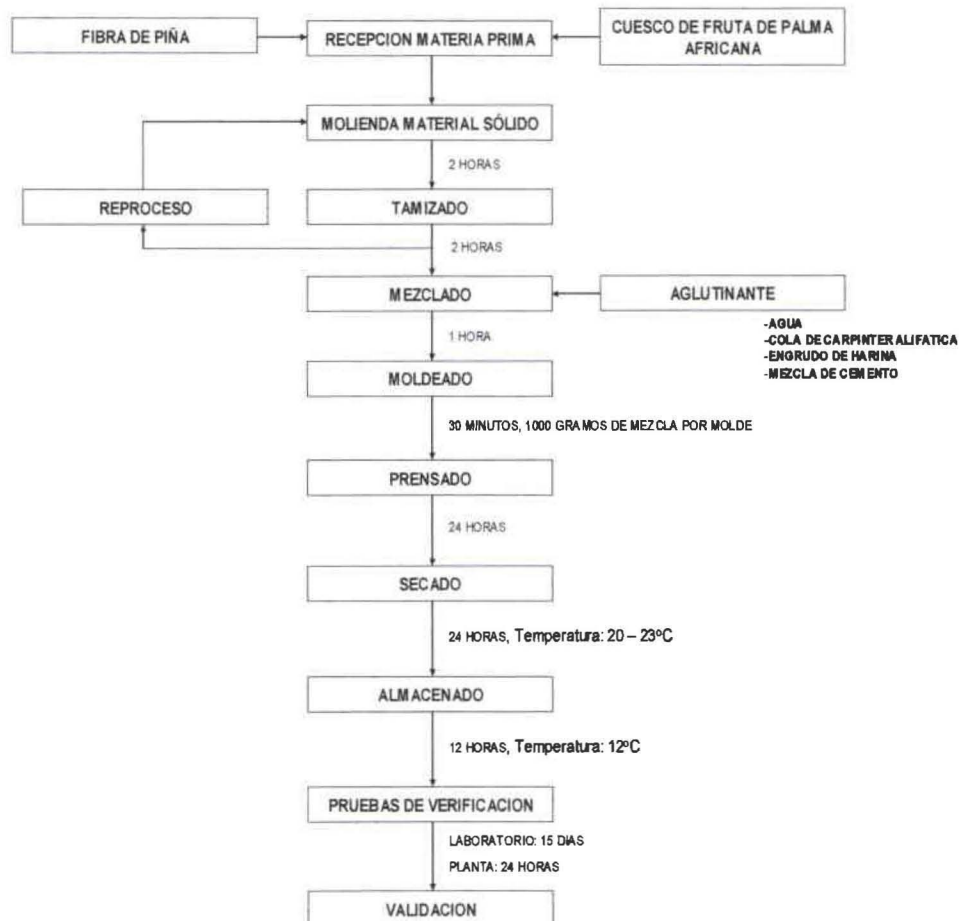 FIBRA DE PIÑA
RECEPCION MATERIA PRIMA
CUESCO DE FRUTA DE PALMA
AFRICANA
MOLIENDA MATERIAL SÓLIDO
2 HORAS
REPROCESO
TAMIZADO
2 HORAS
MEZCLADO
AGLUTINANTE
-AGUA
-COLA DE CARPINTER ALIFATICA
-ENGRUDO DE HARINA
-MEZCLA DE CEMENTO
1 HORA
MOLDEADO
30 MINUTOS, 1000 GRAMOS DE MEZCLA POR MOLDE
PRENSADO
24 HORAS
SECADO
24 HORAS, Temperatura: 20 – 23ºC
ALMACENADO
12 HORAS, Temperatura: 12ºC
PRUEBAS DE VERIFICACION
LABORATORIO: 15 DIAS
PLANTA: 24 HORAS
VALIDACION